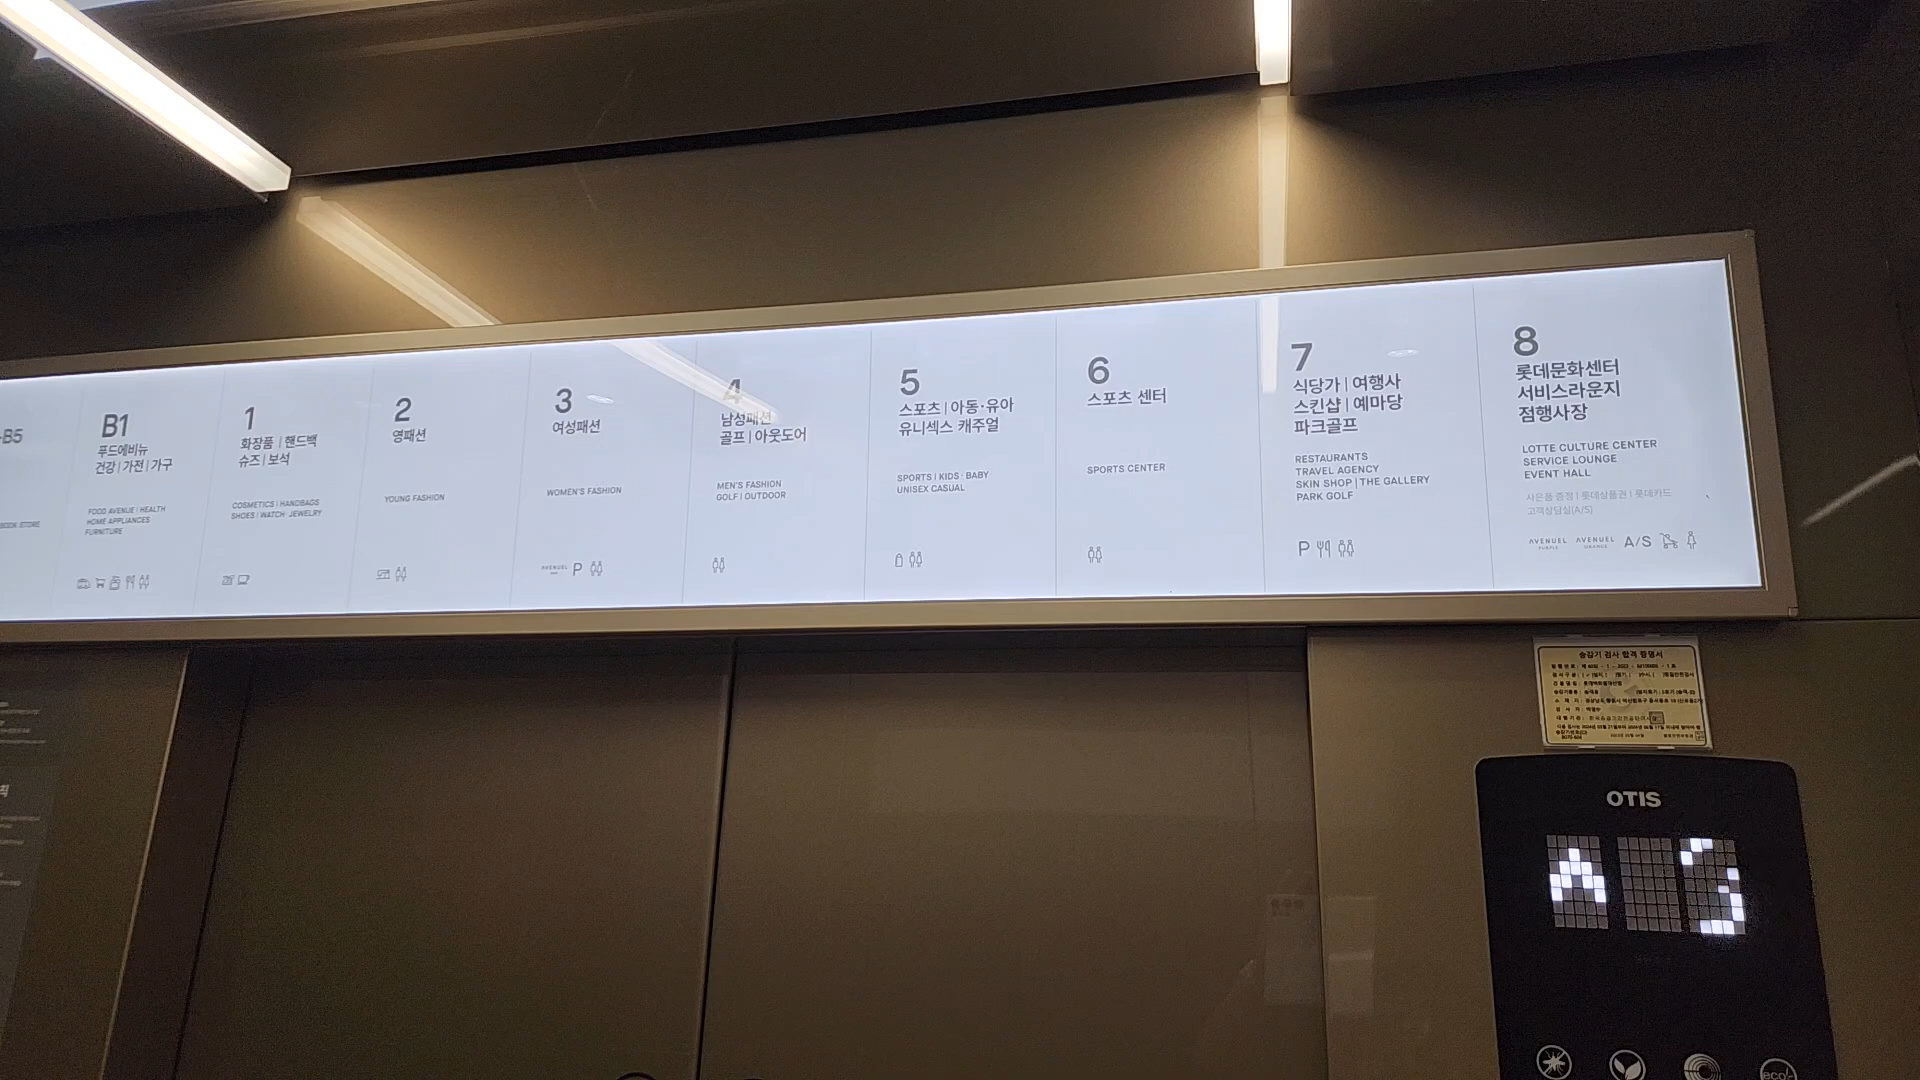 -B5
BOOK STORE
B1
푸드에비뉴
건강 | 가전 | 가구
FOOD AVENUE | HEALTH
HOME APPLIANCES
FURNITURE
1
화장품 | 핸드백
슈즈 | 보석
COSMETICS | HANDBAGS
SHOES | WATCH · JEWELRY
2
영패션
YOUNG FASHION
3
여성패션
WOMEN'S FASHION
AVENUEL
P
4
남성패션
골프 | 아웃도어
MEN'S FASHION
GOLF | OUTDOOR
5
스포츠 | 아동·유아
유니섹스 캐주얼
SPORTS | KIDS · BABY
UNISEX CASUAL
6
스포츠 센터
SPORTS CENTER
7
식당가 | 여행사
스킨샵 | 예마당
파크골프
RESTAURANTS
TRAVEL AGENCY
SKIN SHOP | THE GALLERY
PARK GOLF
P
8
롯데문화센터
서비스라운지
점행사장
LOTTE CULTURE CENTER
SERVICE LOUNGE
EVENT HALL
사은품 증정 | 롯데상품권 | 롯데카드
고객상담실(A/S)
AVENUEL PURPLE AVENUEL ORANGE A/S
승강기 검사 합격 증명서
OTIS
eco